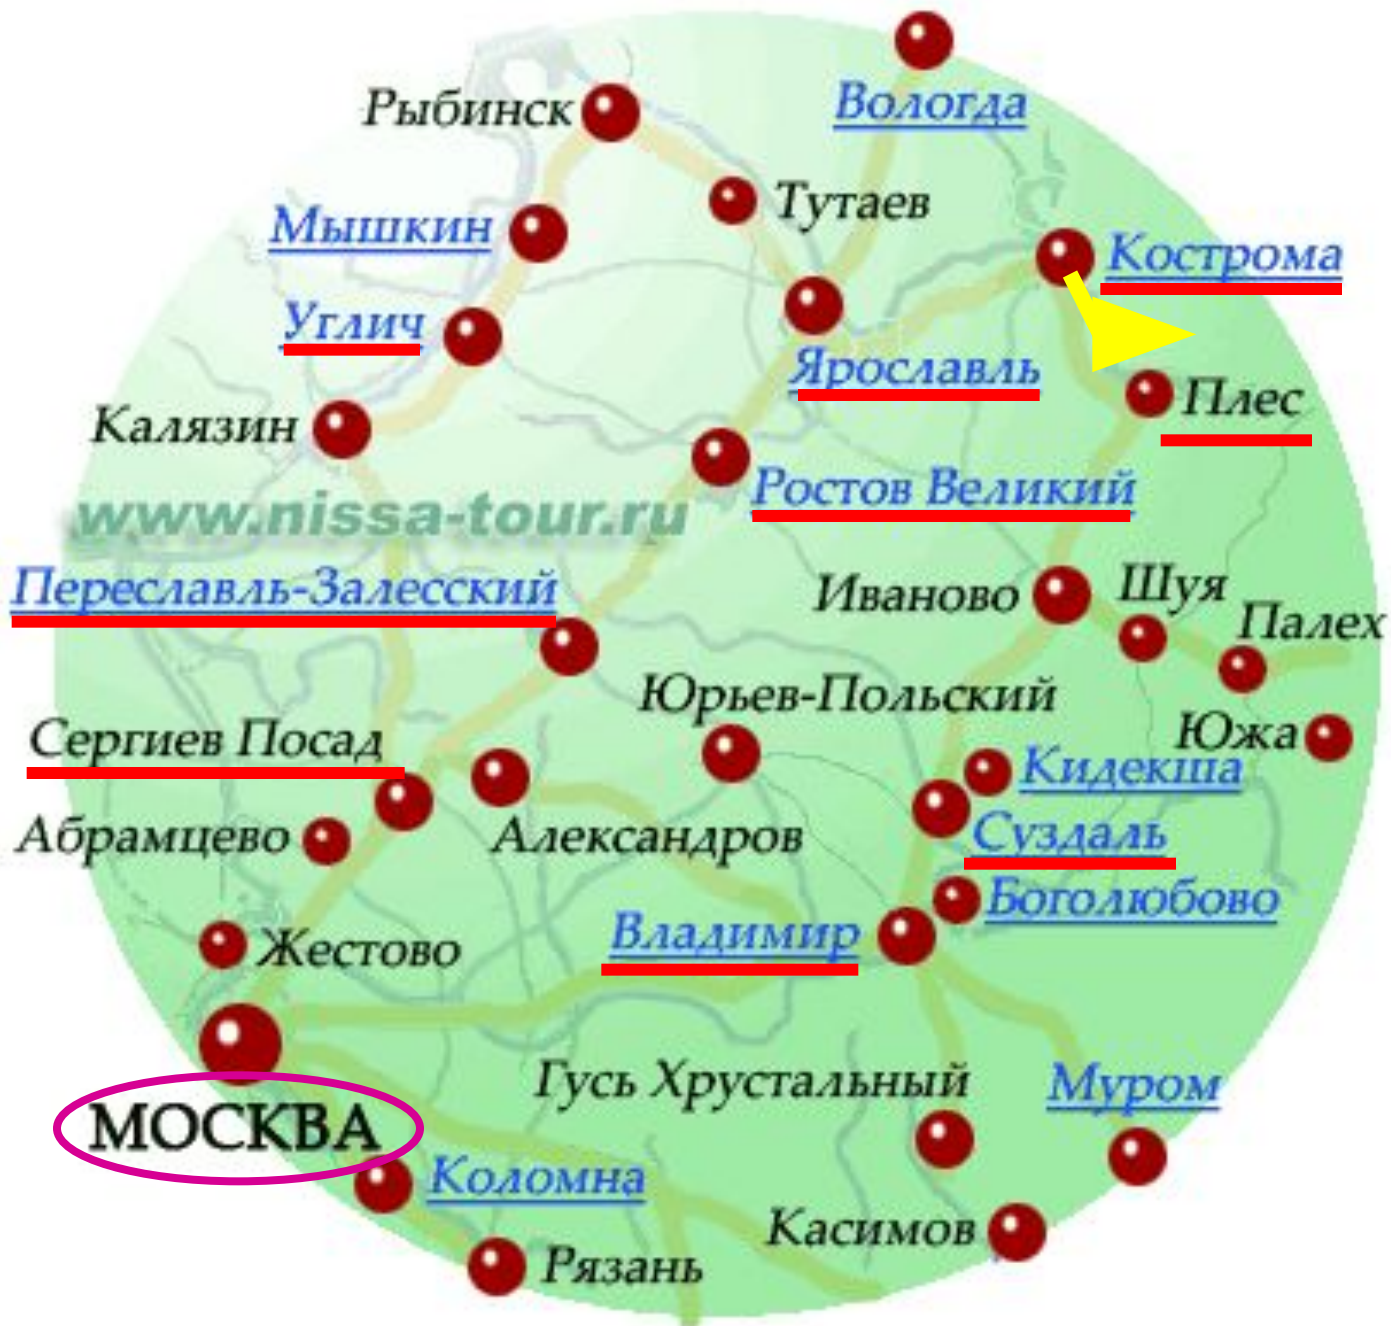 Вологда
Рыбинск
Тутаев
Мышкин
Кострома
Углич
Ярославль
Плес
Калязин
Ростов Великий
www.nissa-tour.ru
Переславль-Залесский
Иваново
Шуя
Палех
Юрьев-Польский
Сергиев Посад
Южа
Кидекша
Абрамцево
Александров
Суздаль
Боголюбово
Владимир
Жестово
Гусь Хрустальный
Муром
МОСКВА
Коломна
Касимов
Рязань